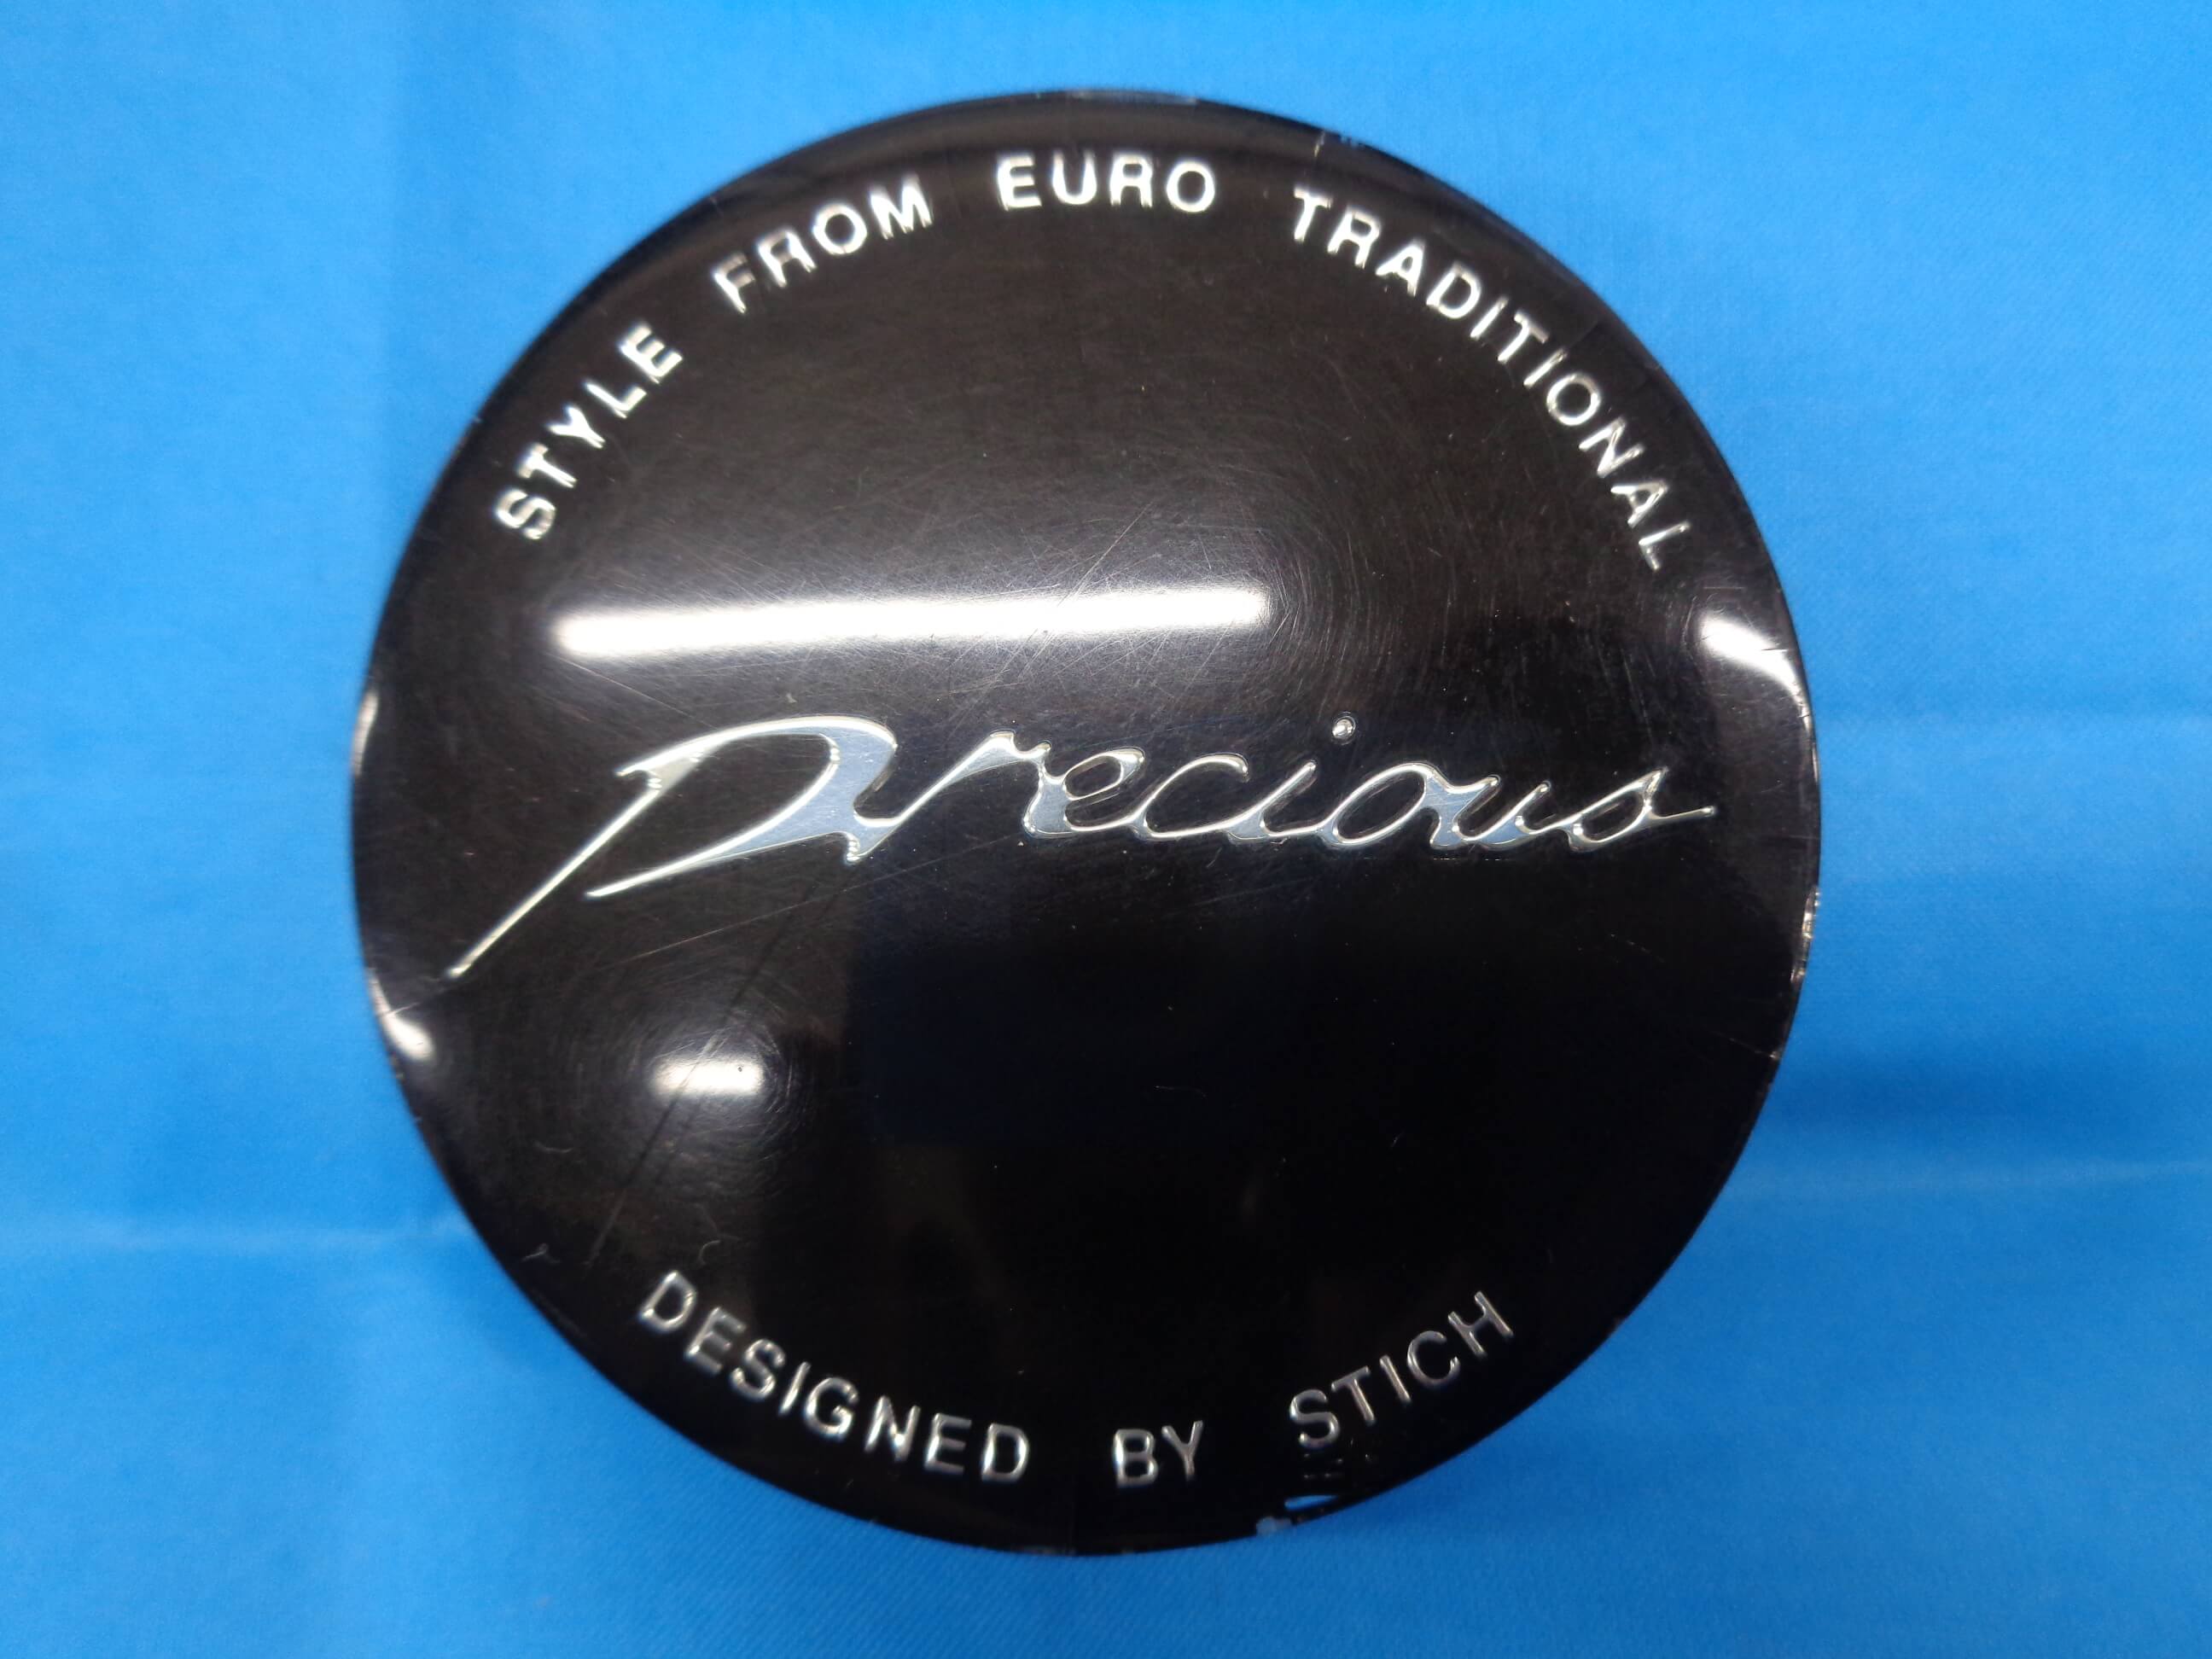 STYLE FROM EURO TRADITIONAL
Precious
DESIGNED BY STICH